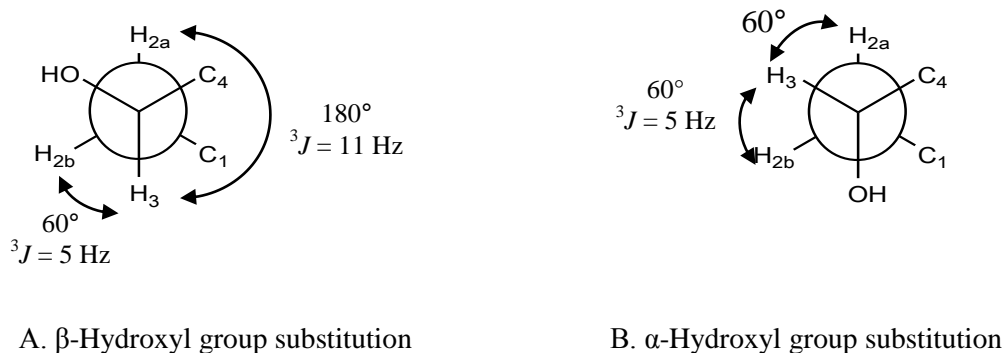 H2a
HO
C4
180°
³J = 11 Hz
H2b
C1
H3
60°
³J = 5 Hz
A. β-Hydroxyl group substitution
60°
H2a
H3
C4
60°
³J = 5 Hz
H2b
C1
OH
B. α-Hydroxyl group substitution